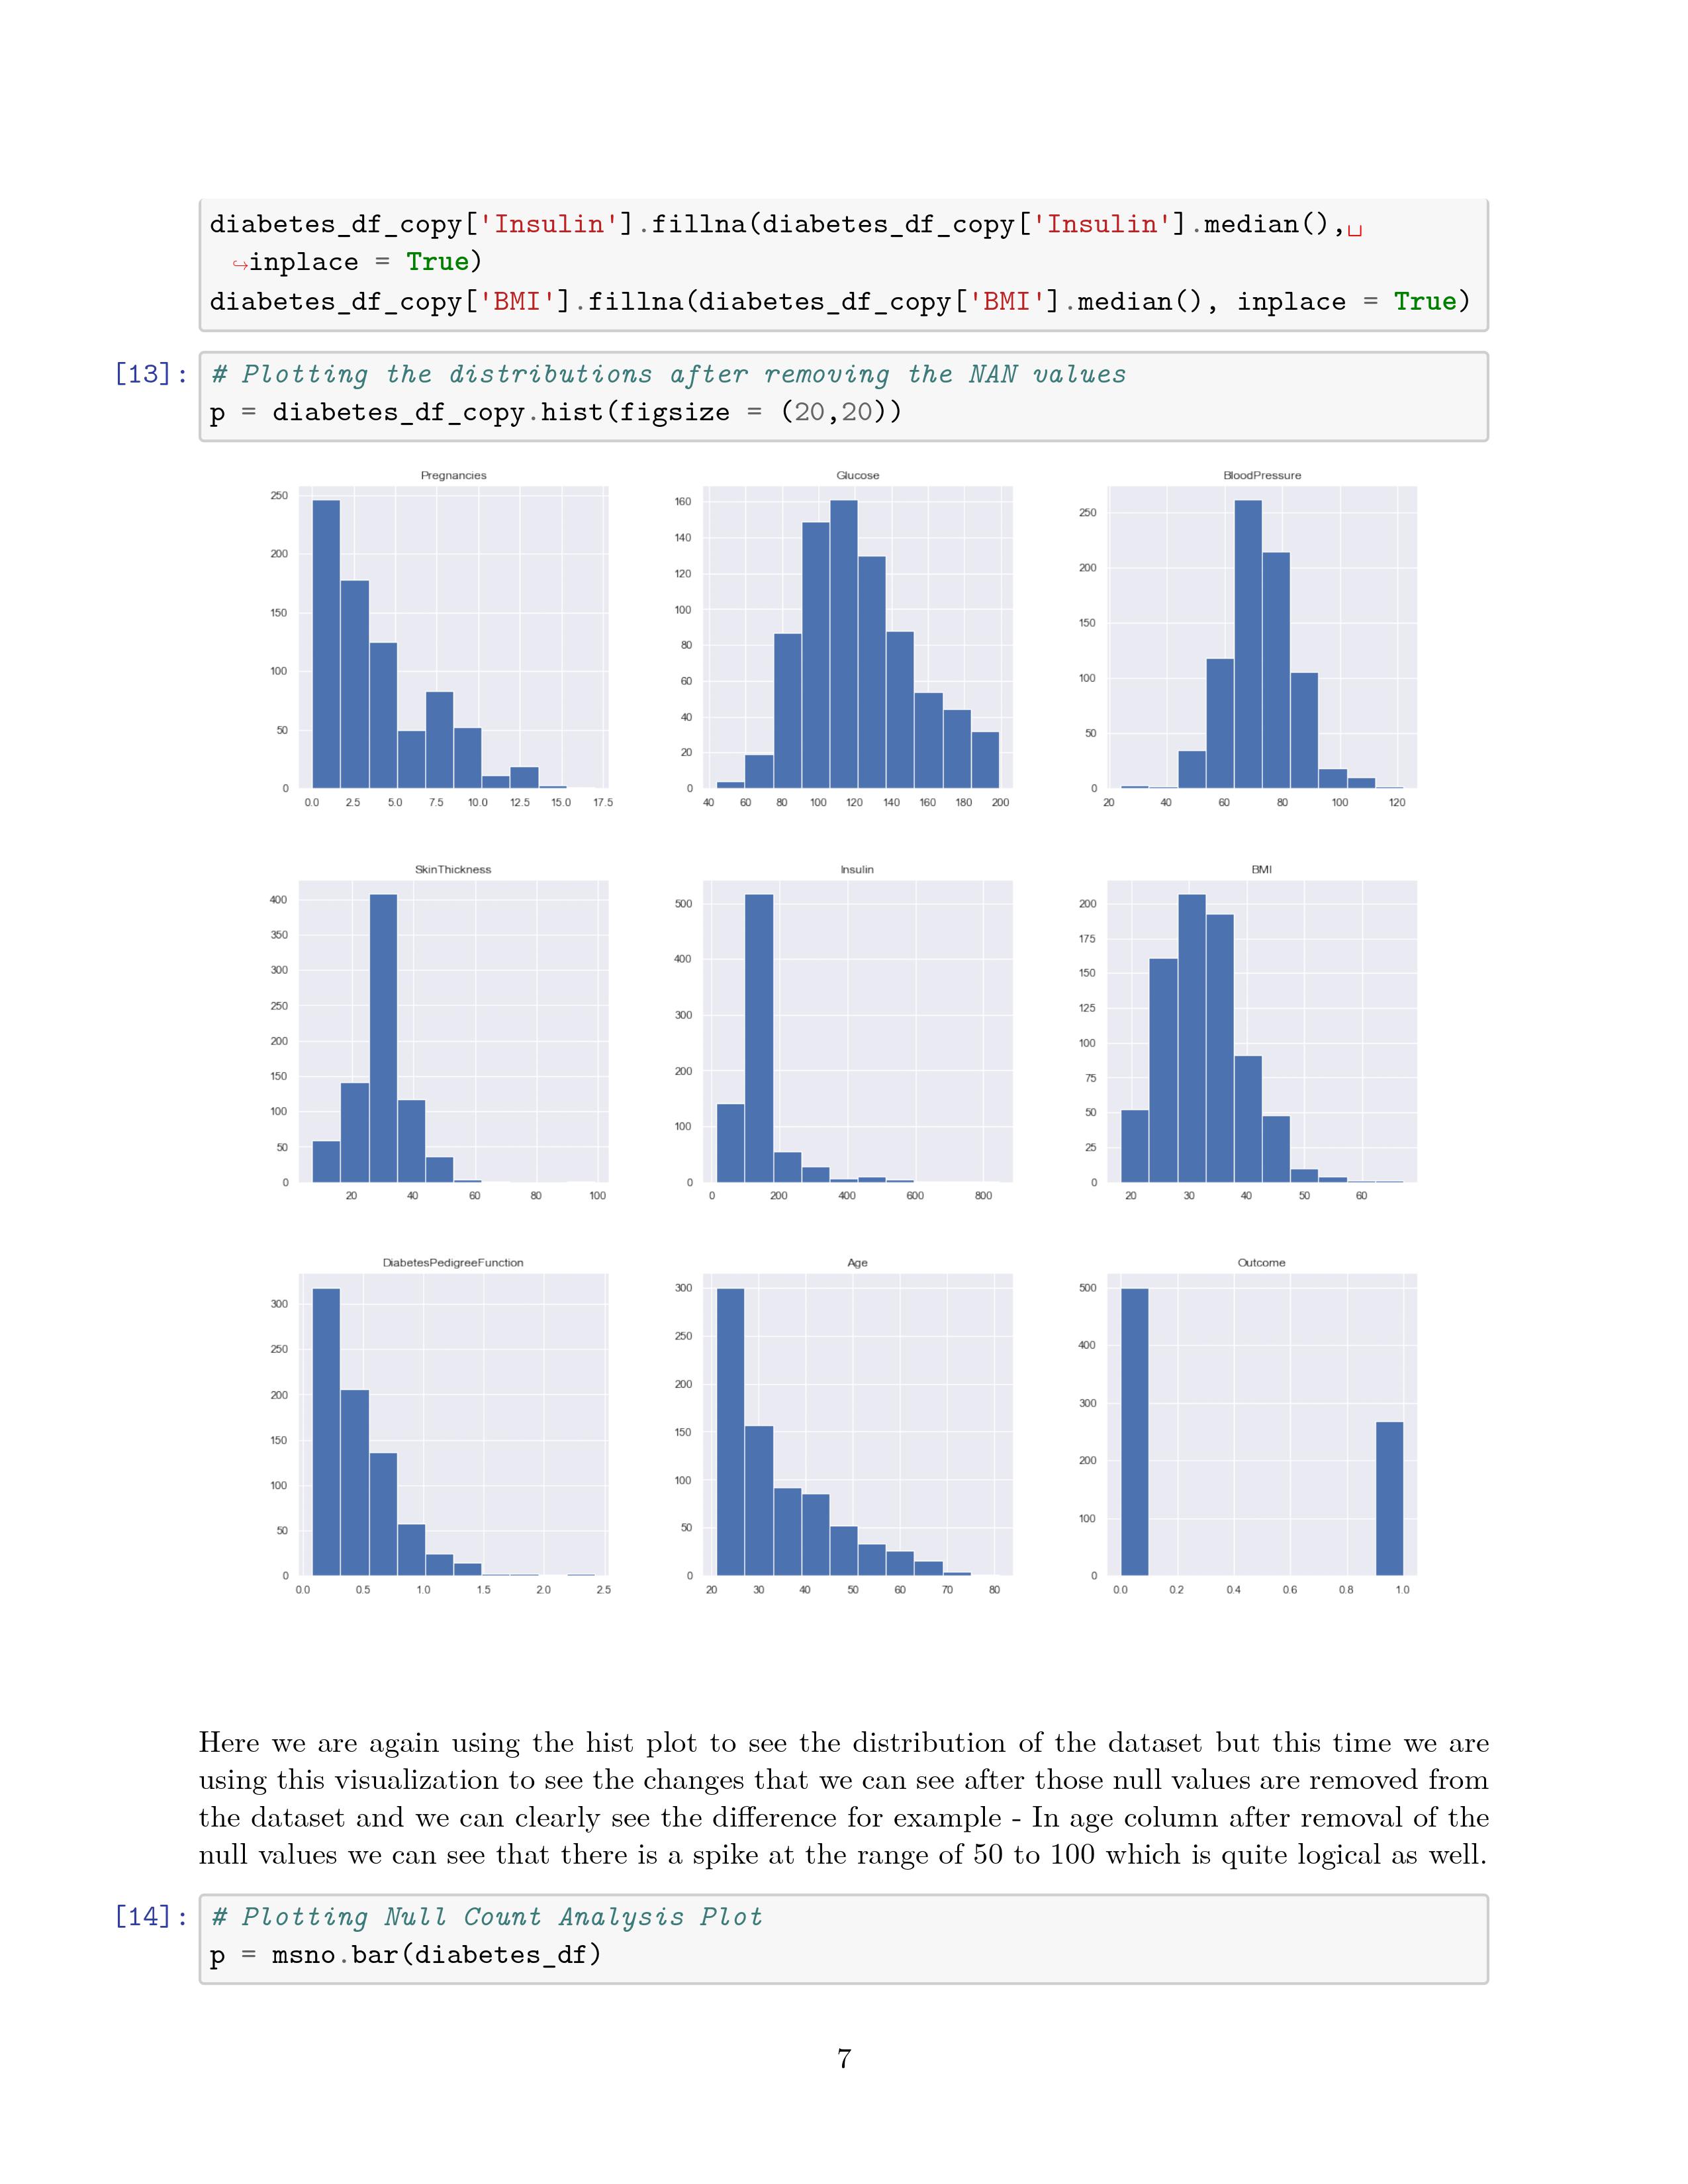 diabetes_df_copy['Insulin'].fillna(diabetes_df_copy['Insulin'].median(),␣
↪inplace = True)
diabetes_df_copy['BMI'].fillna(diabetes_df_copy['BMI'].median(), inplace = True)
[13]: # Plotting the distributions after removing the NAN values
p = diabetes_df_copy.hist(figsize = (20,20))
Pregnancies
250
200
150
100
50
0
0.0 2.5 5.0 7.5 10.0 12.5 15.0 17.5
Glucose
160
140
120
100
80
60
40
20
0
40 60 80 100 120 140 160 180 200
BloodPressure
250
200
150
100
50
0
20 40 60 80 100 120
SkinThickness
400
350
300
250
200
150
100
50
0
20 40 60 80 100
Insulin
500
400
300
200
100
0
0 200 400 600 800
BMI
200
175
150
125
100
75
50
25
0
20 30 40 50 60
DiabetesPedigreeFunction
300
250
200
150
100
50
0
0.0 0.5 1.0 1.5 2.0 2.5
Age
300
250
200
150
100
50
0
20 30 40 50 60 70 80
Outcome
500
400
300
200
100
0
0.0 0.2 0.4 0.6 0.8 1.0
Here we are again using the hist plot to see the distribution of the dataset but this time we are
using this visualization to see the changes that we can see after those null values are removed from
the dataset and we can clearly see the difference for example - In age column after removal of the
null values we can see that there is a spike at the range of 50 to 100 which is quite logical as well.
[14]: # Plotting Null Count Analysis Plot
p = msno.bar(diabetes_df)
7